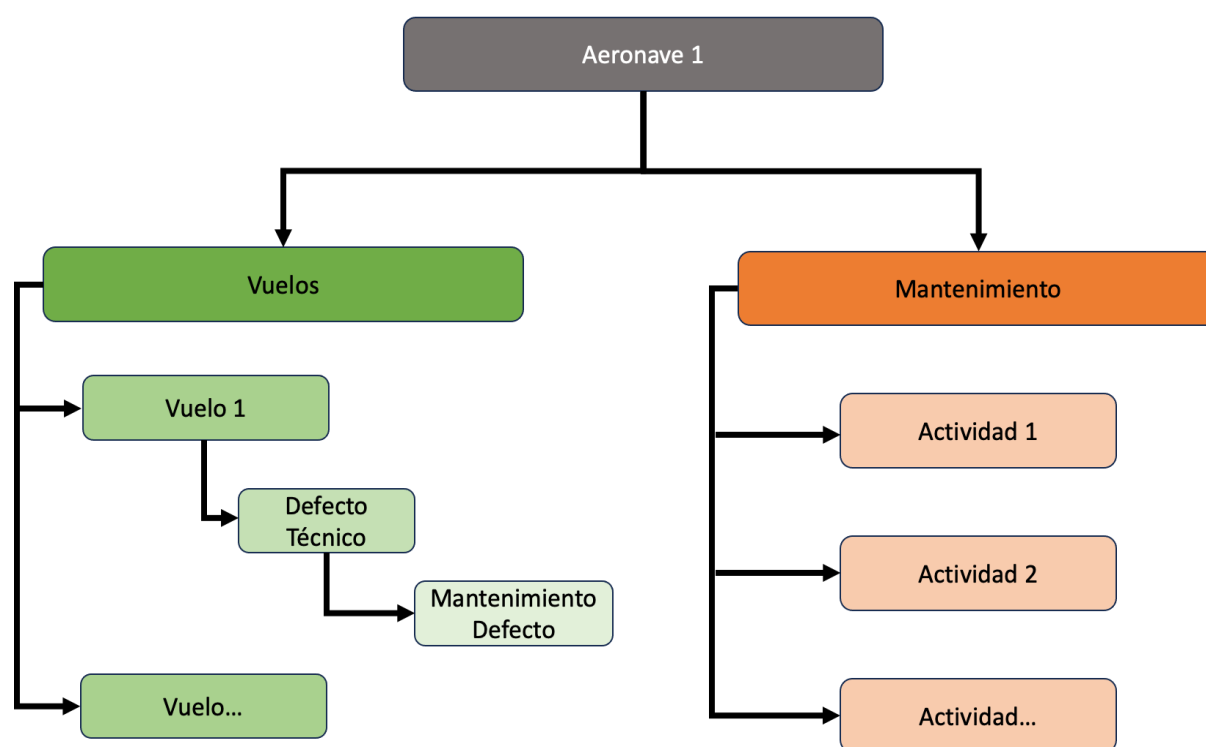 Aeronave 1
Vuelos
Mantenimiento
Vuelo 1
Actividad 1
Defecto
Técnico
Actividad 2
Mantenimiento
Defecto
Vuelo...
Actividad...